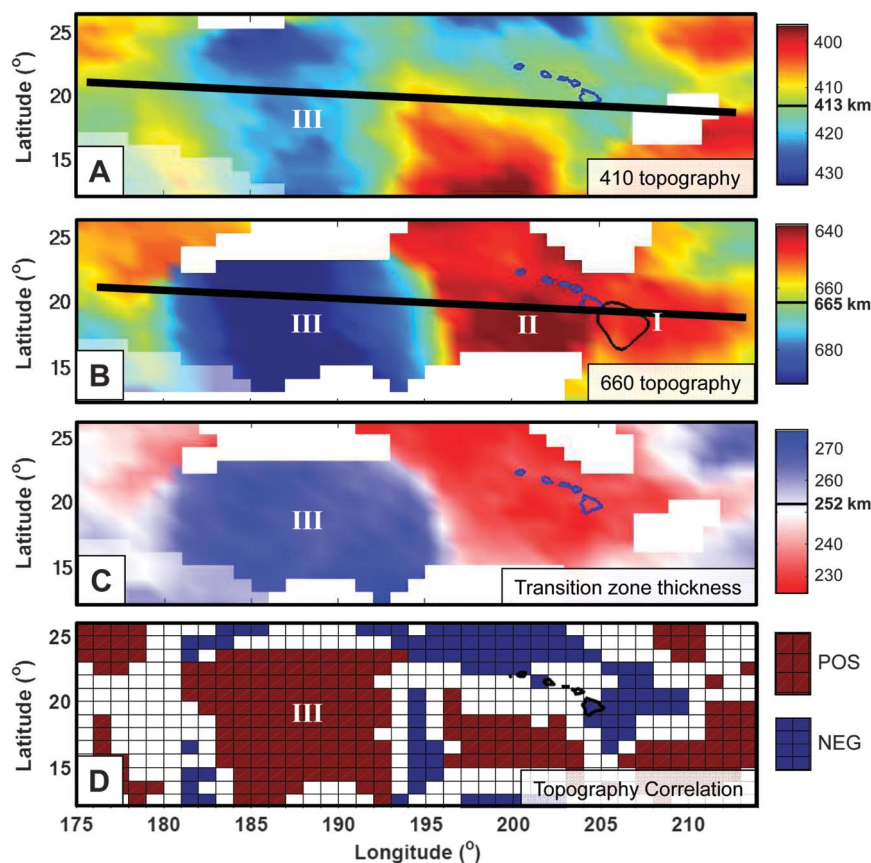 25
20
15
Latitude (o)
III
A
410 topography
400
410
413 km
420
430
25
20
15
Latitude (o)
III
II
I
B
660 topography
640
660
665 km
680
25
20
15
Latitude (o)
III
C
Transition zone thickness
270
260
252 km
240
230
25
20
15
Latitude (o)
III
D
Topography Correlation
POS
NEG
175 180 185 190 195 200 205 210
Longitude (o)